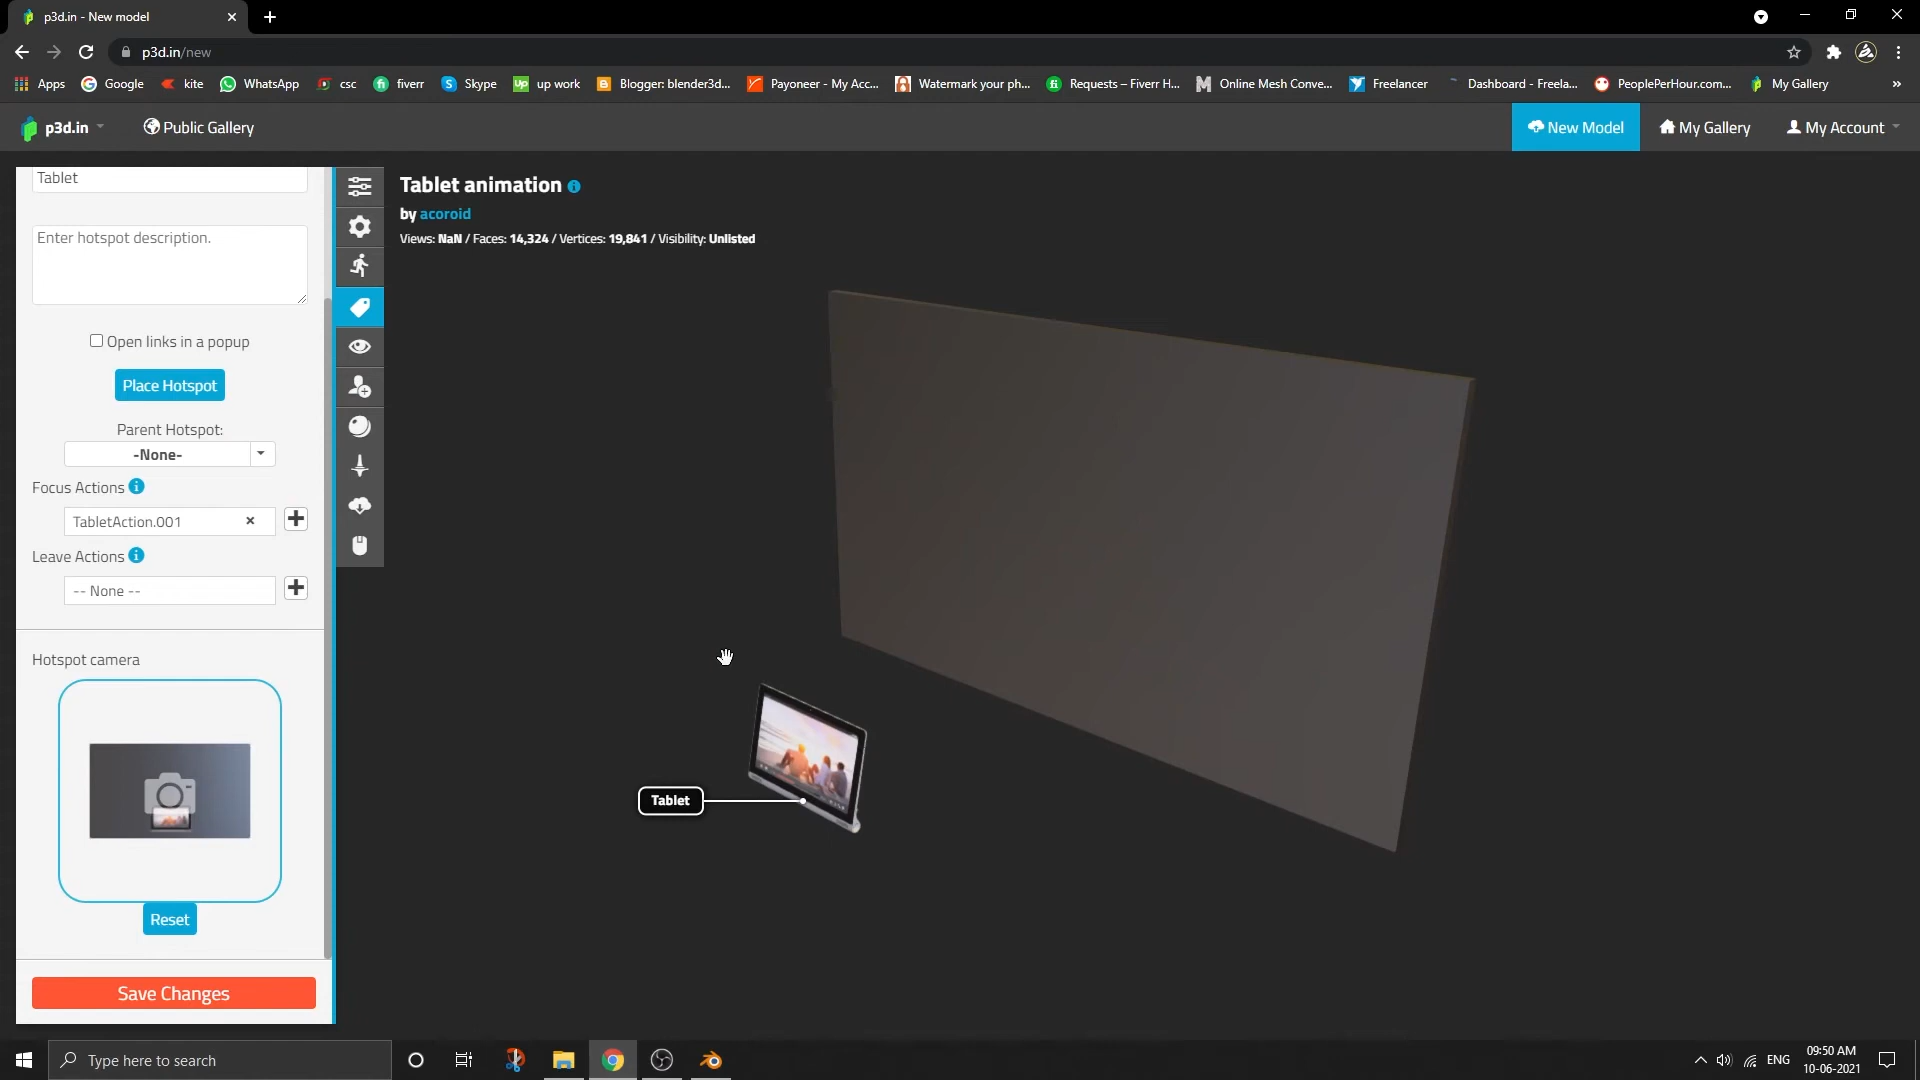 p3d.in - New model
p3d.in/new
Apps
Google
kite
WhatsApp
csc
fiverr
Skype
up work
Blogger: blender3d...
Payoneer - My Acc...
Watermark your ph...
Requests – Fiverr H...
Online Mesh Conve...
Freelancer
Dashboard - Freela...
PeoplePerHour.com...
My Gallery
»
p3d.in
Public Gallery
New Model
My Gallery
My Account
Tablet
Enter hotspot description.
Open links in a popup
Place Hotspot
Parent Hotspot:
-None-
Focus Actions
TabletAction.001
Leave Actions
-- None --
Hotspot camera
Reset
Save Changes
Tablet animation
by acoroid
Views: NaN / Faces: 14,324 / Vertices: 19,841 / Visibility: Unlisted
Tablet
Type here to search
ENG
09:50 AM
10-06-2021